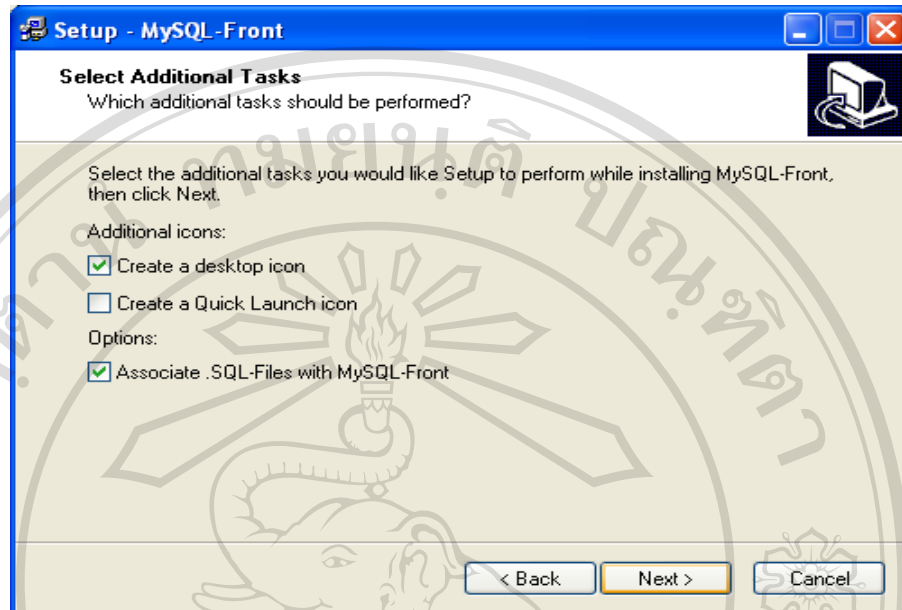 Setup - MySQL-Front
Select Additional Tasks
Which additional tasks should be performed?
Select the additional tasks you would like Setup to perform while installing MySQL-Front,
then click Next.
Additional icons:
Create a desktop icon
Create a Quick Launch icon
Options:
Associate .SQL-Files with MySQL-Front
< Back
Next >
Cancel